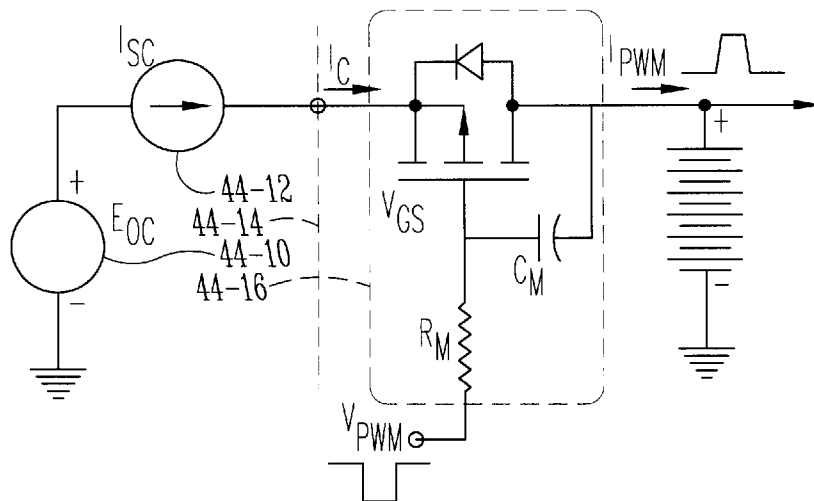 I_SC
I_C
I_PWM
+
+
44-12
V_GS
44-14
E_OC
44-10
C_M
-
-
44-16
R_M
V_PWM